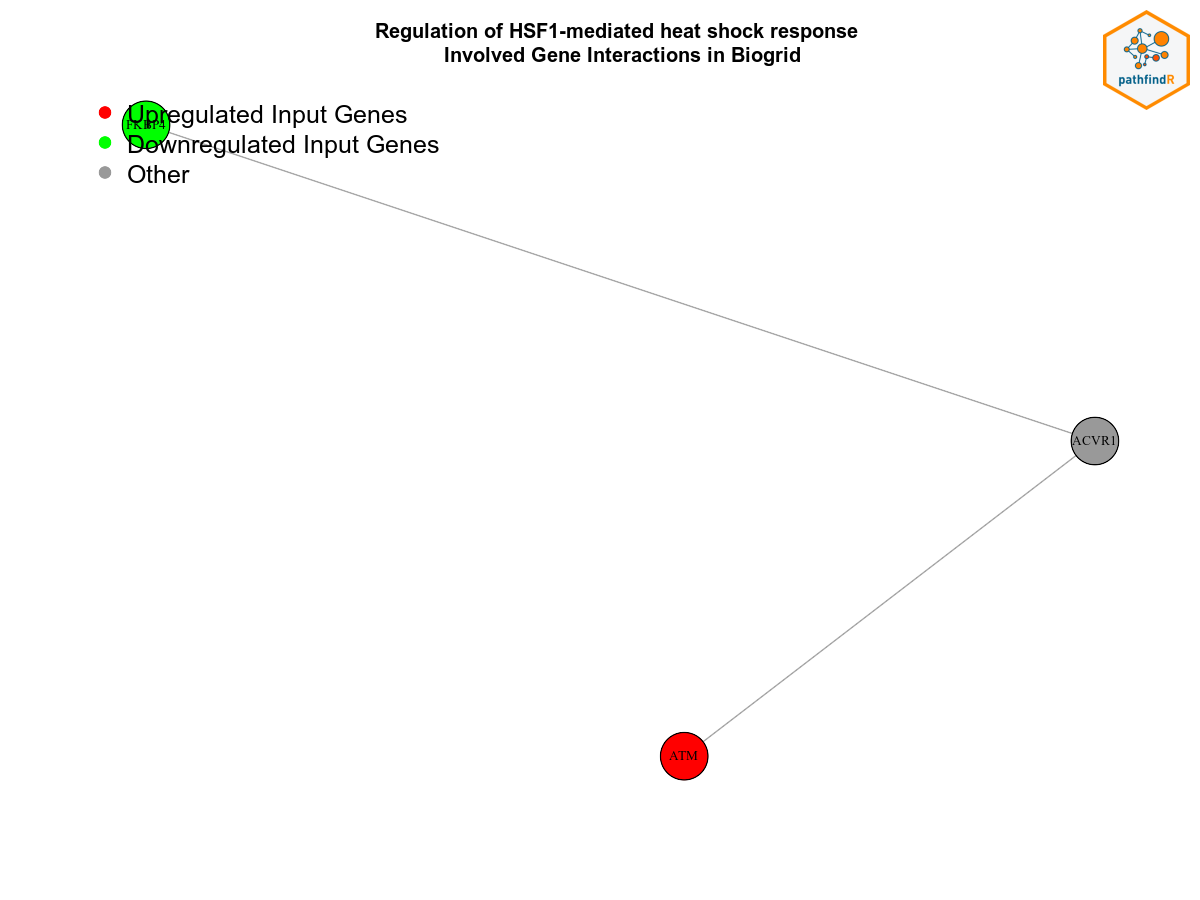 Regulation of HSF1-mediated heat shock response
Involved Gene Interactions in Biogrid
pathfindR
Upregulated Input Genes
FKBP4
Downregulated Input Genes
Other
ACVR1
ATM